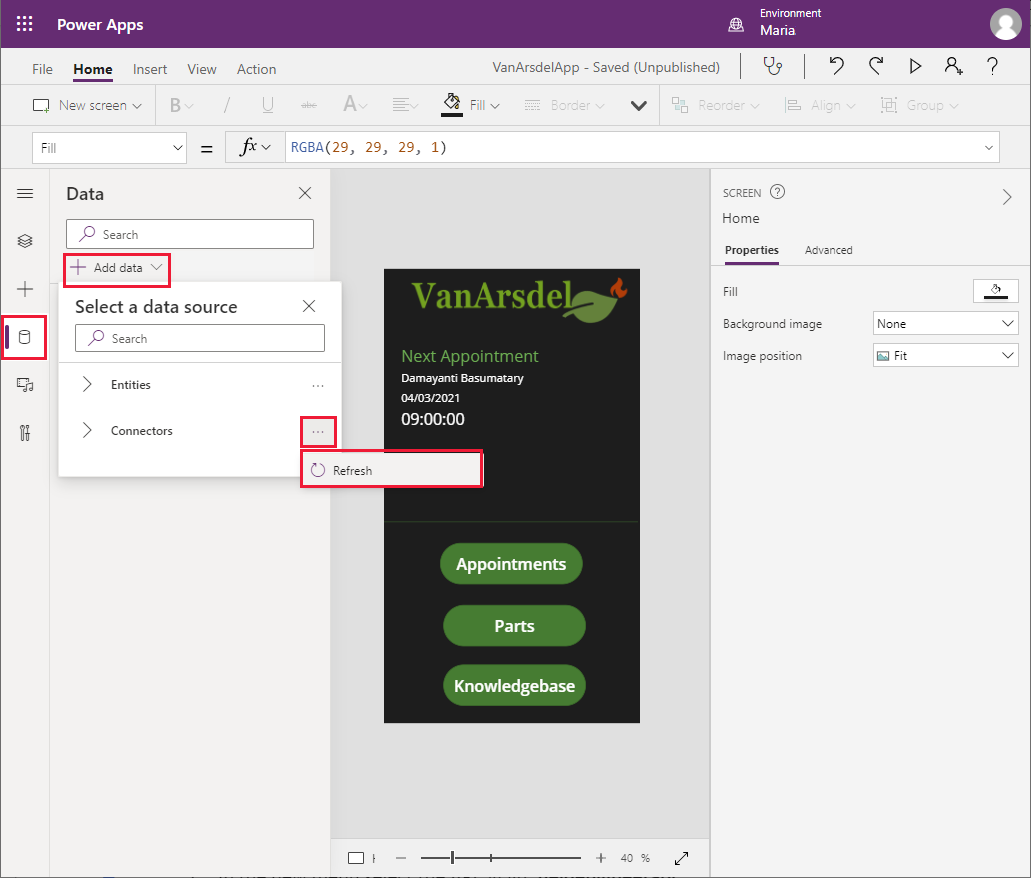 Power Apps
Environment
Maria
File Home Insert View Action
VanArsdelApp - Saved (Unpublished)
?
New screen
B / U abc A
Fill
Border
Reorder
Align
Group
Fill
= fx
RGBA(29, 29, 29, 1)
Data
Search
Add data
Select a data source
Search
Entities
...
Connectors
...
Refresh
VanArsdel
Next Appointment
Damayanti Basumatary
04/03/2021
09:00:00
Appointments
Parts
Knowledgebase
SCREEN ?
Home
Properties Advanced
Fill
Background image
None
Image position
Fit
40 %